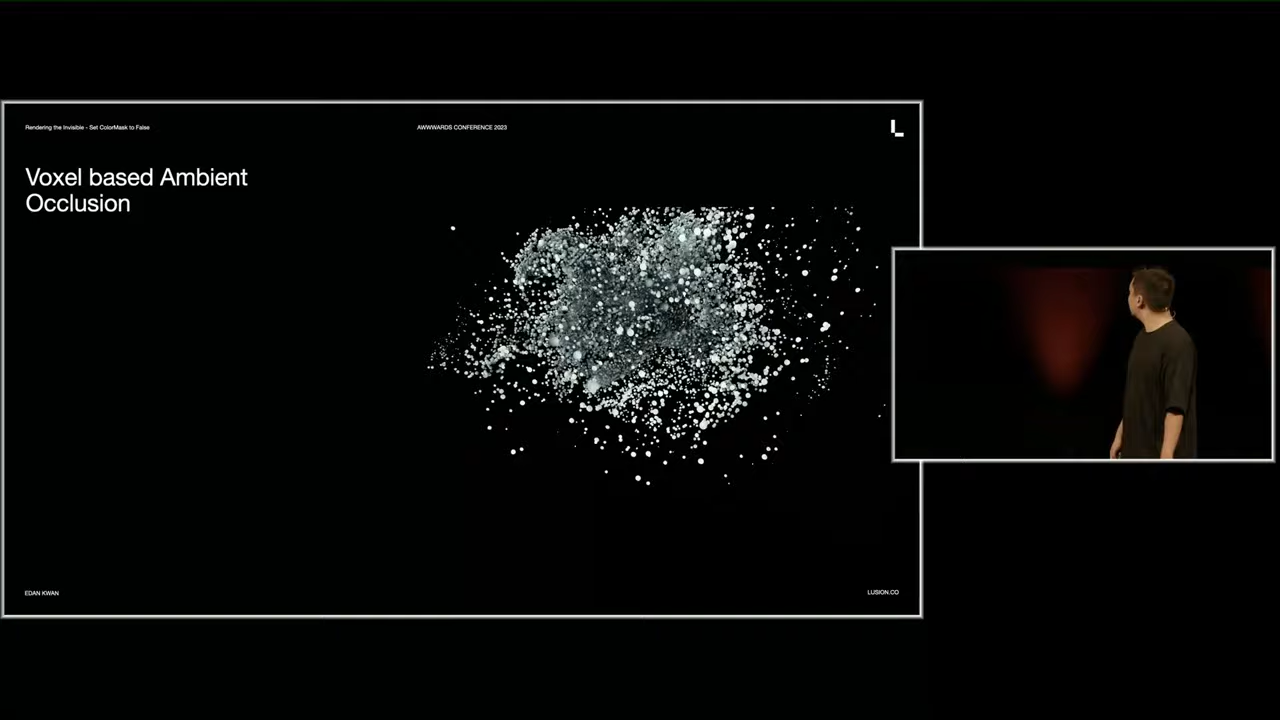 Rendering the Invisible - Set ColorMask to False
AWWWARDS CONFERENCE 2023
Voxel based Ambient
Occlusion
EDAN KWAN
LUSION.CO